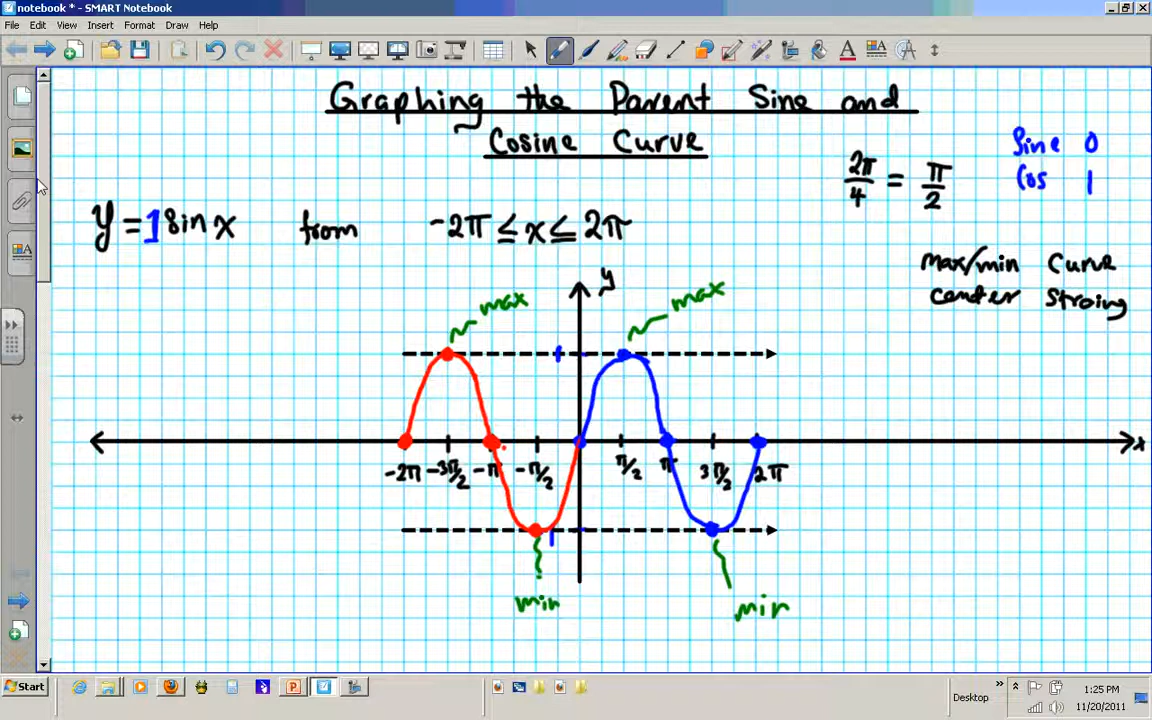 notebook * - SMART Notebook
File Edit View Insert Format Draw Help
Graphing the Parent Sine and
Cosine Curve
2π/4 = π/2
Sine 0
Cos 1
y = 1 sin x from -2π ≤ x ≤ 2π
max/min Curve
center
y
max
max
1
x
-2π -3π/2 -π -π/2 π/2 π 3π/2 2π
1
min
min
Start
Desktop
1:25 PM
11/20/2011